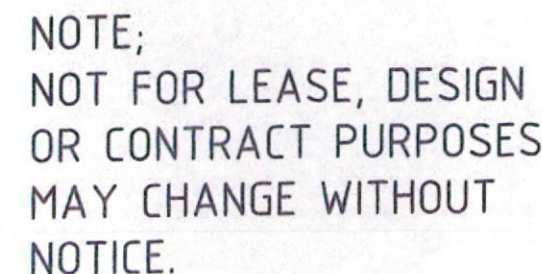 NOTE;
NOT FOR LEASE, DESIGN
OR CONTRACT PURPOSES
MAY CHANGE WITHOUT
NOTICE.